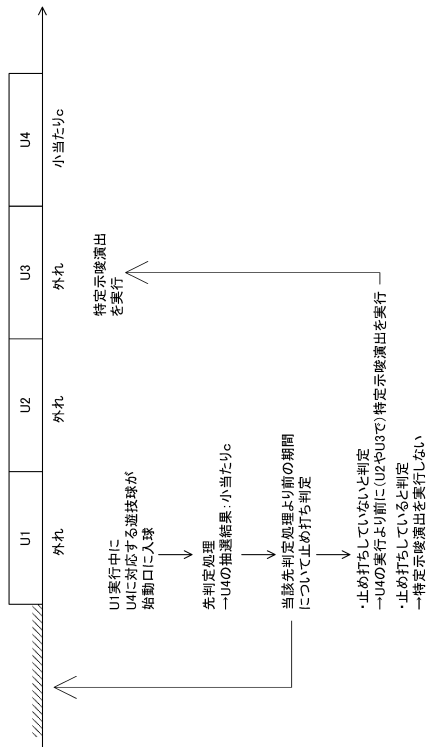 U1
U2
U3
U4
外れ
外れ
外れ
小当たりc
U1実行中に
U4に対応する遊技球が
始動口に入球
先判定処理
→U4の抽選結果：小当たりc
当該先判定処理より前の期間
について止め打ち判定
・止め打ちしていないと判定
→U4の実行より前に（U2やU3で）特定示唆演出を実行
・止め打ちしていると判定
→特定示唆演出を実行しない
特定示唆演出
を実行